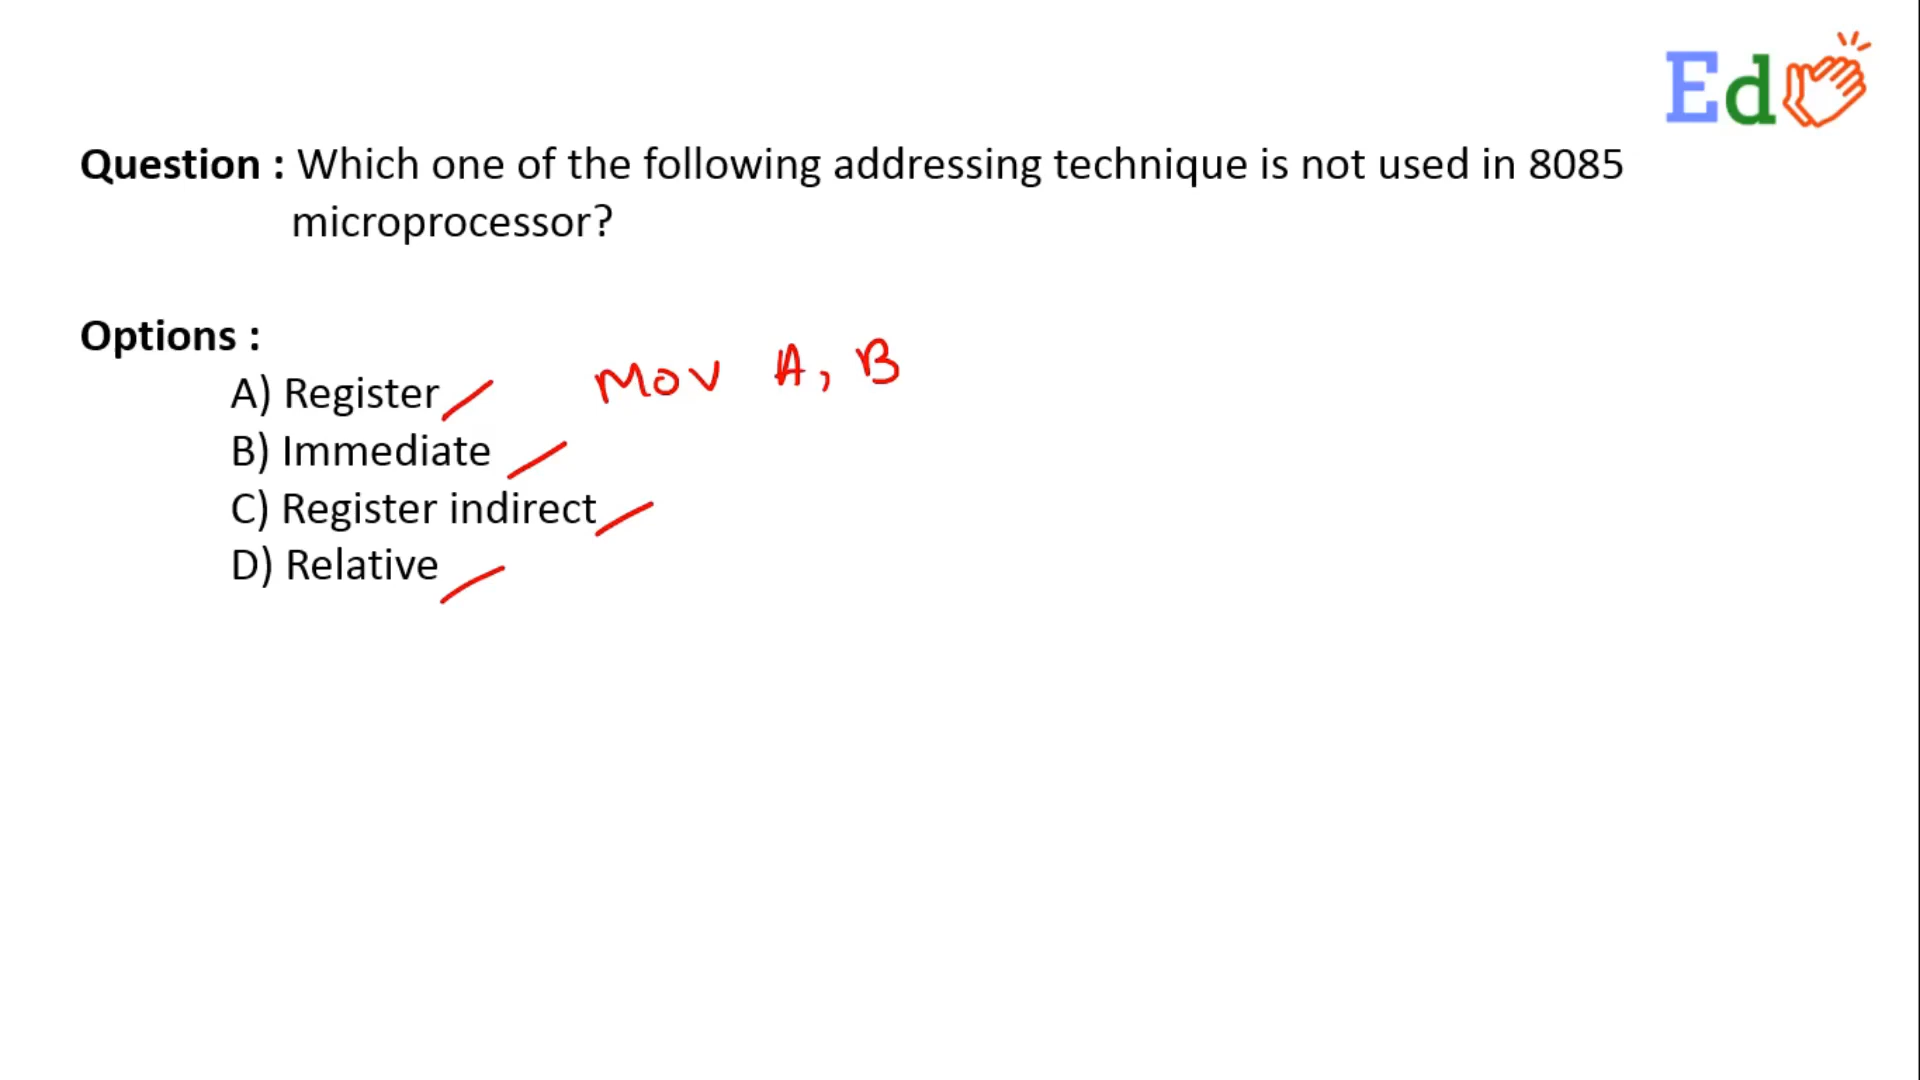 Ed
Question : Which one of the following addressing technique is not used in 8085
microprocessor?
Options :
A) Register
Mov A, B
B) Immediate
C) Register indirect
D) Relative